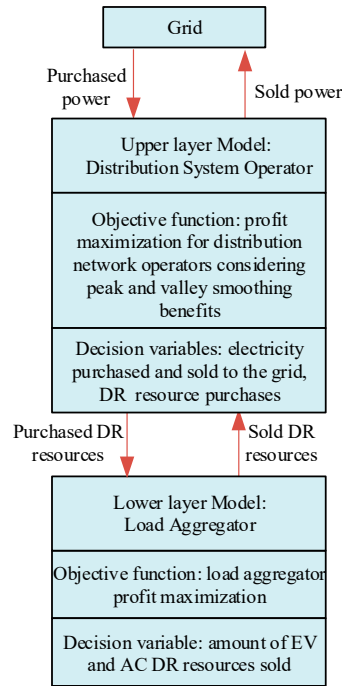 Grid
Purchased
power
Sold power
Upper layer Model:
Distribution System Operator
Objective function: profit
maximization for distribution
network operators considering
peak and valley smoothing
benefits
Decision variables: electricity
purchased and sold to the grid,
DR resource purchases
Purchased DR
resources
Sold DR
resources
Lower layer Model:
Load Aggregator
Objective function: load aggregator
profit maximization
Decision variable: amount of EV
and AC DR resources sold